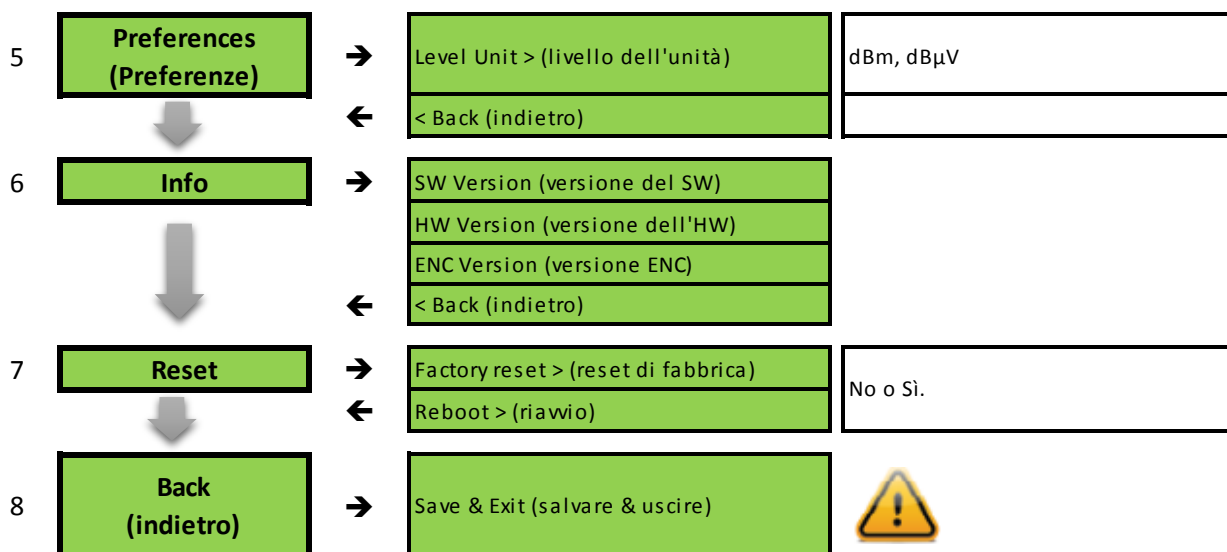 5 Preferences (Preferenze) Level Unit > (livello dell'unità) dBm, dBµV
< Back (indietro)
6 Info SW Version (versione del SW)
HW Version (versione dell'HW)
ENC Version (versione ENC)
< Back (indietro)
7 Reset Factory reset > (reset di fabbrica) No o Sì.
Reboot > (riavvio)
8 Back (indietro) Save & Exit (salvare & uscire)